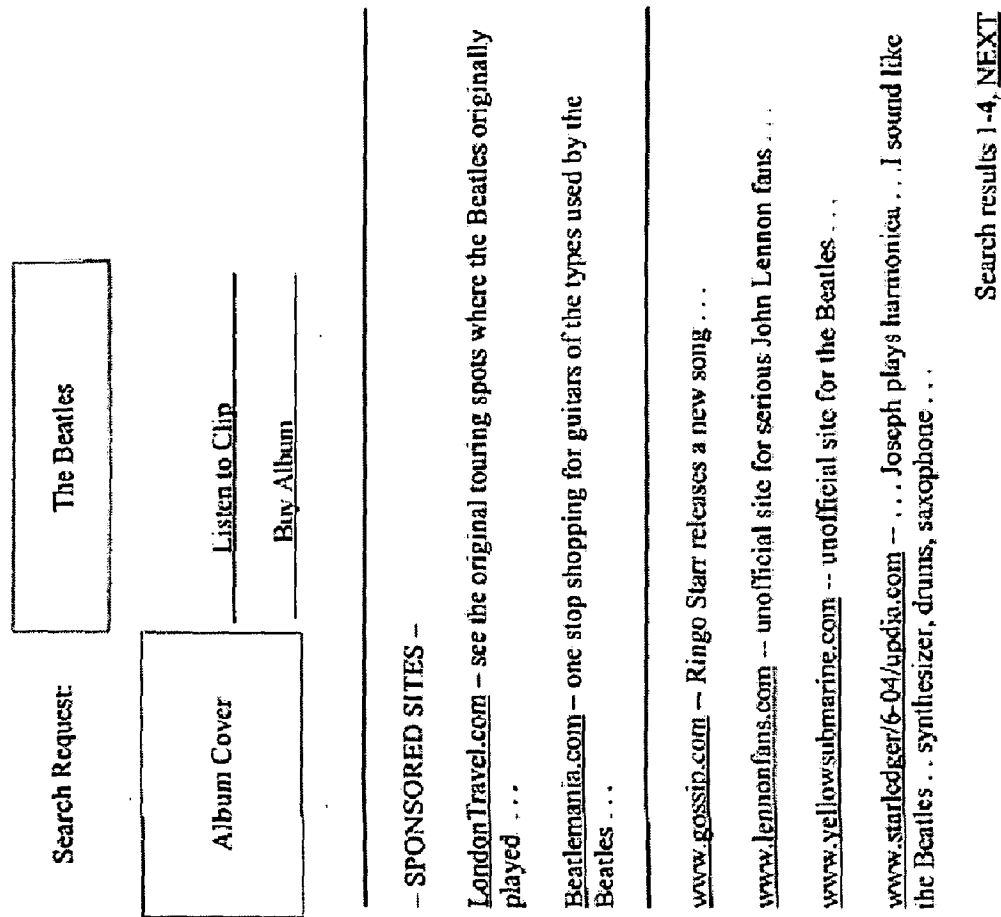 Search Request: The Beatles
Album Cover
Listen to Clip
Buy Album
– SPONSORED SITES –
LondonTravel.com – see the original touring spots where the Beatles originally
played . . .
Beatlemania.com – one stop shopping for guitars of the types used by the
Beatles . . .
www.gossip.com – Ringo Starr releases a new song . . .
www.lennonfans.com -- unofficial site for serious John Lennon fans . . .
www.yellowsubmarine.com -- unofficial site for the Beatles . . .
www.starledger/6-04/updia.com -- . . . Joseph plays harmonica . . . I sound like
the Beatles . . synthesizer, drums, saxophone . . .
Search results 1-4, NEXT